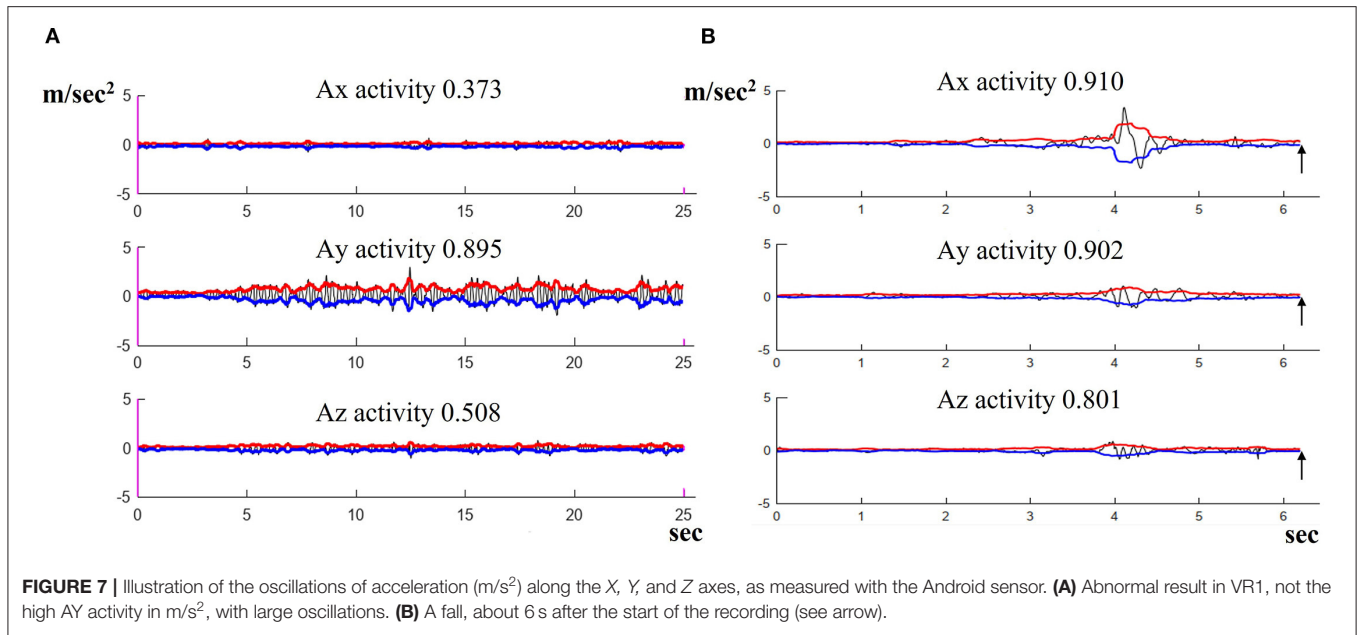 A
m/sec²
Ax activity 0.373
5
0
-5
0 5 10 15 20 25
Ay activity 0.895
5
0
-5
0 5 10 15 20 25
Az activity 0.508
5
0
-5
0 5 10 15 20 25
sec
B
m/sec²
Ax activity 0.910
5
0
-5
0 1 2 3 4 5 6
Ay activity 0.902
5
0
-5
0 1 2 3 4 5 6
Az activity 0.801
5
0
-5
0 1 2 3 4 5 6
sec
FIGURE 7 | Illustration of the oscillations of acceleration (m/s²) along the X, Y, and Z axes, as measured with the Android sensor. (A) Abnormal result in VR1, not the
high AY activity in m/s², with large oscillations. (B) A fall, about 6 s after the start of the recording (see arrow).